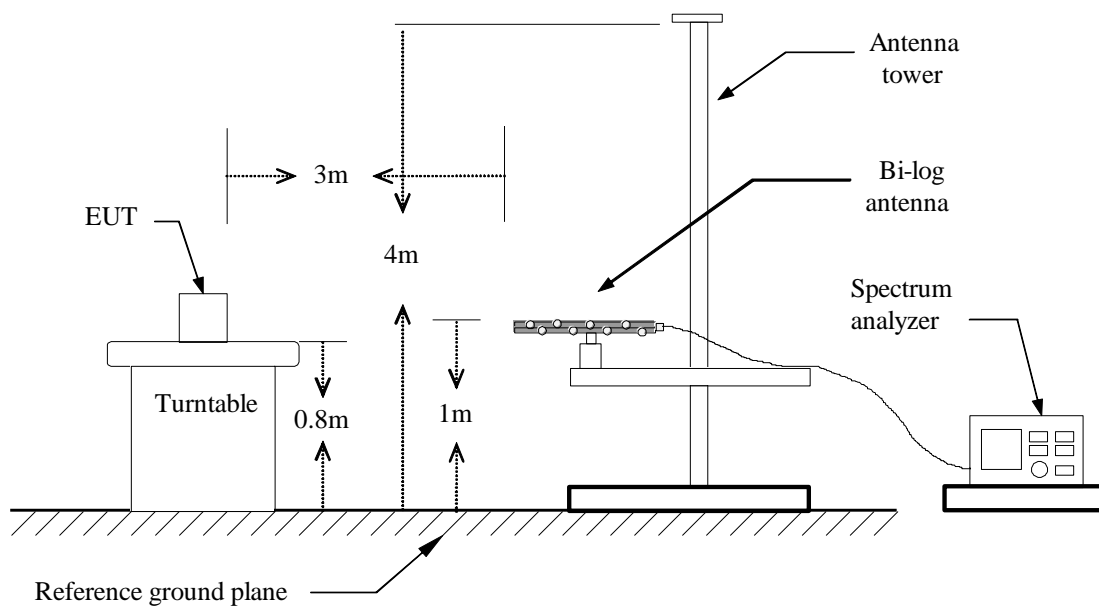 Antenna
tower
3m
Bi-log
antenna
EUT
4m
Spectrum
analyzer
Turntable
0.8m
1m
Reference ground plane